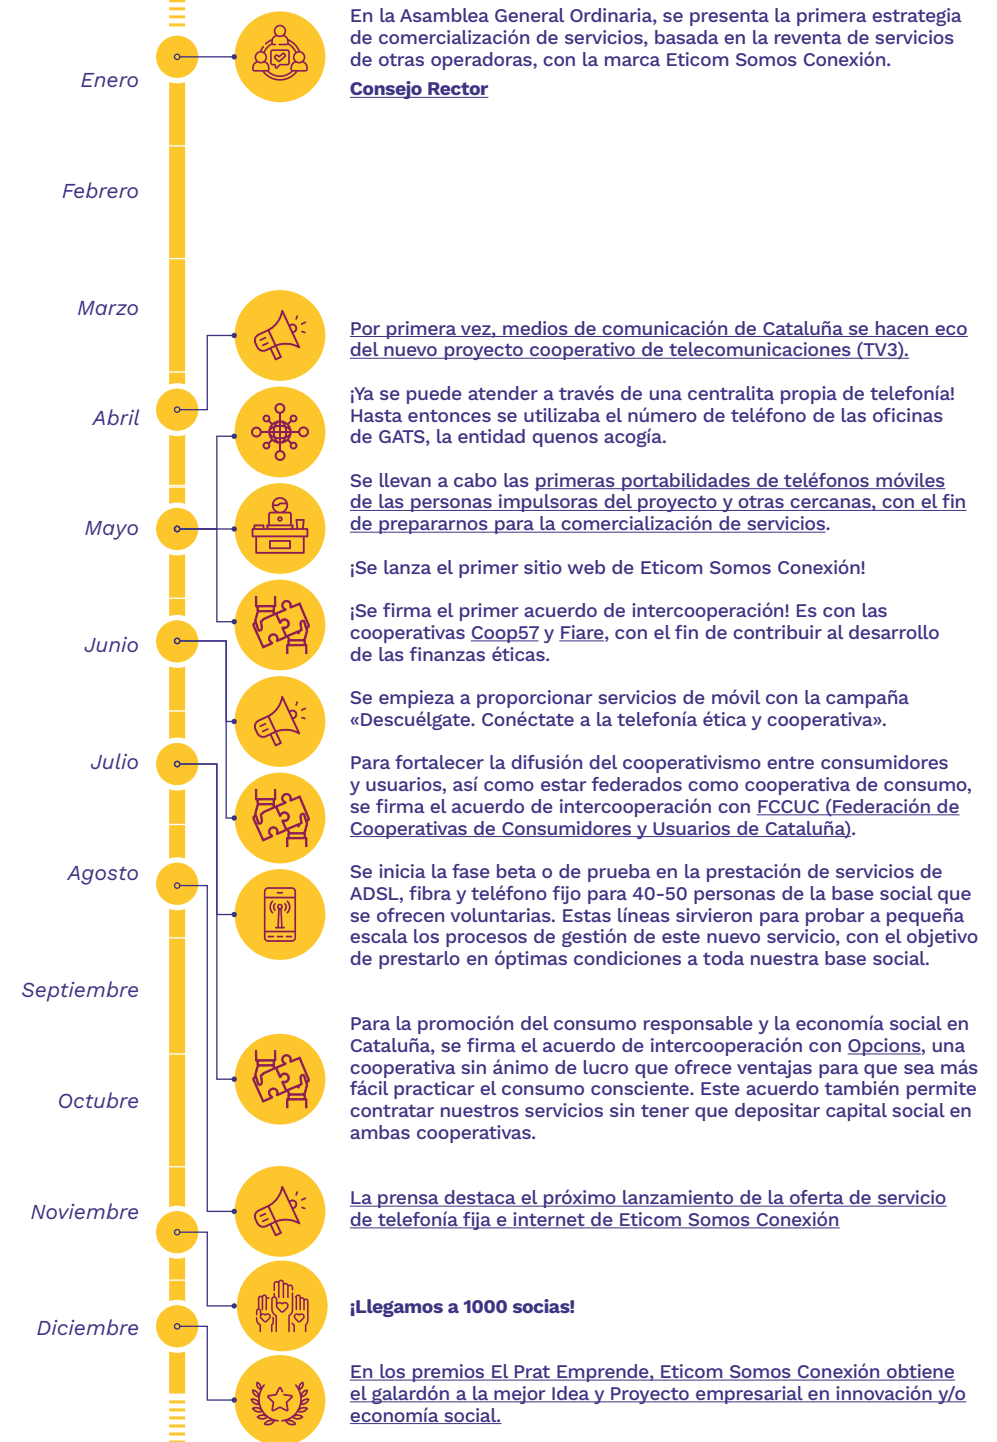 En la Asamblea General Ordinaria, se presenta la primera estrategia
de comercialización de servicios, basada en la reventa de servicios
de otras operadoras, con la marca Eticom Somos Conexión.
Enero
Consejo Rector
Febrero
Marzo
Por primera vez, medios de comunicación de Cataluña se hacen eco
del nuevo proyecto cooperativo de telecomunicaciones (TV3).
Abril
¡Ya se puede atender a través de una centralita propia de telefonía!
Hasta entonces se utilizaba el número de teléfono de las oficinas
de GATS, la entidad quenos acogía.
Mayo
Se llevan a cabo las primeras portabilidades de teléfonos móviles
de las personas impulsoras del proyecto y otras cercanas, con el fin
de prepararnos para la comercialización de servicios.
¡Se lanza el primer sitio web de Eticom Somos Conexión!
Junio
¡Se firma el primer acuerdo de intercooperación! Es con las
cooperativas Coop57 y Fiare, con el fin de contribuir al desarrollo
de las finanzas éticas.
Se empieza a proporcionar servicios de móvil con la campaña
«Descuélgate. Conéctate a la telefonía ética y cooperativa».
Julio
Para fortalecer la difusión del cooperativismo entre consumidores
y usuarios, así como estar federados como cooperativa de consumo,
se firma el acuerdo de intercooperación con FCCUC (Federación de
Cooperativas de Consumidores y Usuarios de Cataluña).
Agosto
Se inicia la fase beta o de prueba en la prestación de servicios de
ADSL, fibra y teléfono fijo para 40-50 personas de la base social que
se ofrecen voluntarias. Estas líneas sirvieron para probar a pequeña
escala los procesos de gestión de este nuevo servicio, con el objetivo
de prestarlo en óptimas condiciones a toda nuestra base social.
Septiembre
Para la promoción del consumo responsable y la economía social en
Cataluña, se firma el acuerdo de intercooperación con Opcions, una
cooperativa sin ánimo de lucro que ofrece ventajas para que sea más
fácil practicar el consumo consciente. Este acuerdo también permite
contratar nuestros servicios sin tener que depositar capital social en
ambas cooperativas.
Octubre
Noviembre
La prensa destaca el próximo lanzamiento de la oferta de servicio
de telefonía fija e internet de Eticom Somos Conexión
¡Llegamos a 1000 socias!
Diciembre
En los premios El Prat Emprende, Eticom Somos Conexión obtiene
el galardón a la mejor Idea y Proyecto empresarial en innovación y/o
economía social.